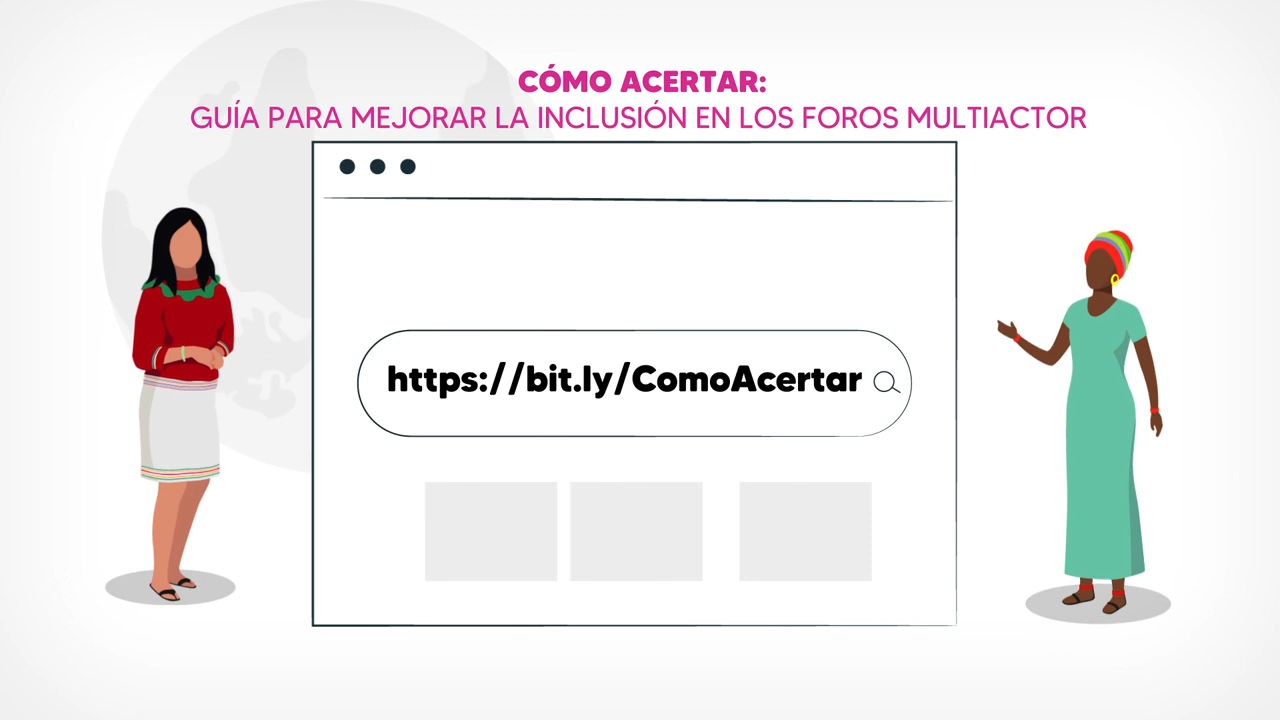 CÓMO ACERTAR:
GUÍA PARA MEJORAR LA INCLUSIÓN EN LOS FOROS MULTIACTOR
https://bit.ly/ComoAcertar